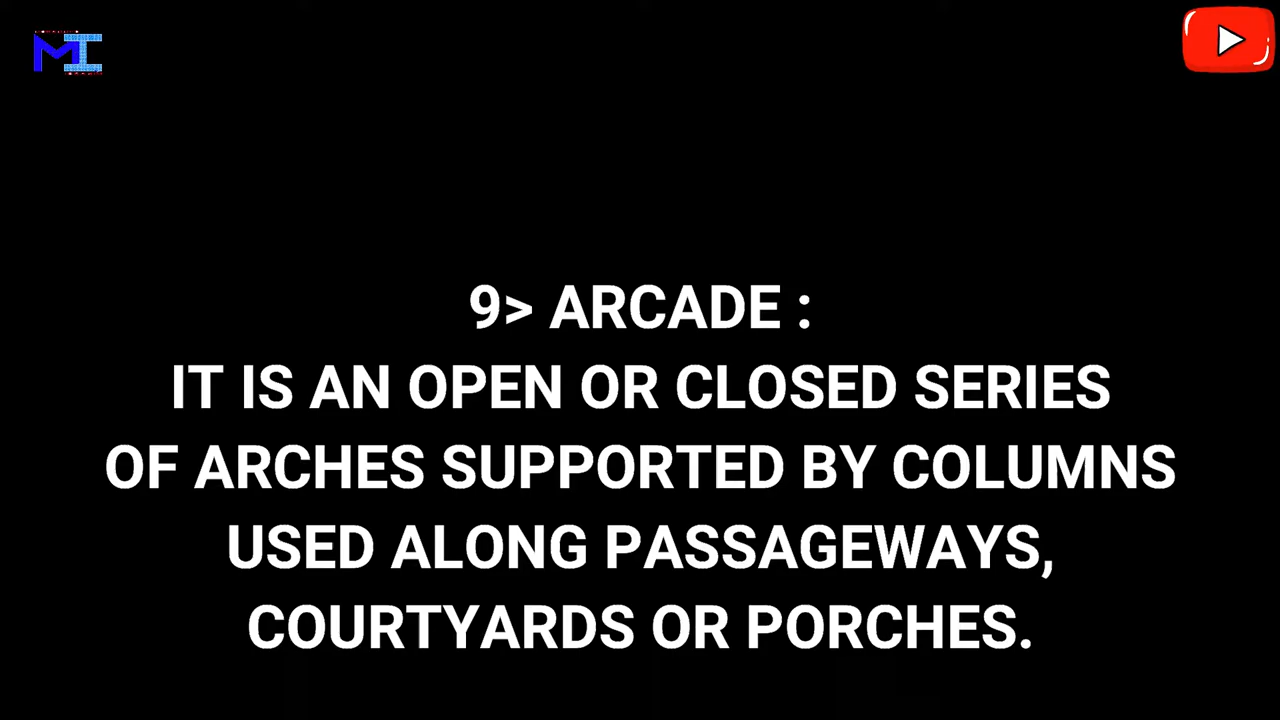 MI
9> ARCADE :
IT IS AN OPEN OR CLOSED SERIES
OF ARCHES SUPPORTED BY COLUMNS
USED ALONG PASSAGEWAYS,
COURTYARDS OR PORCHES.